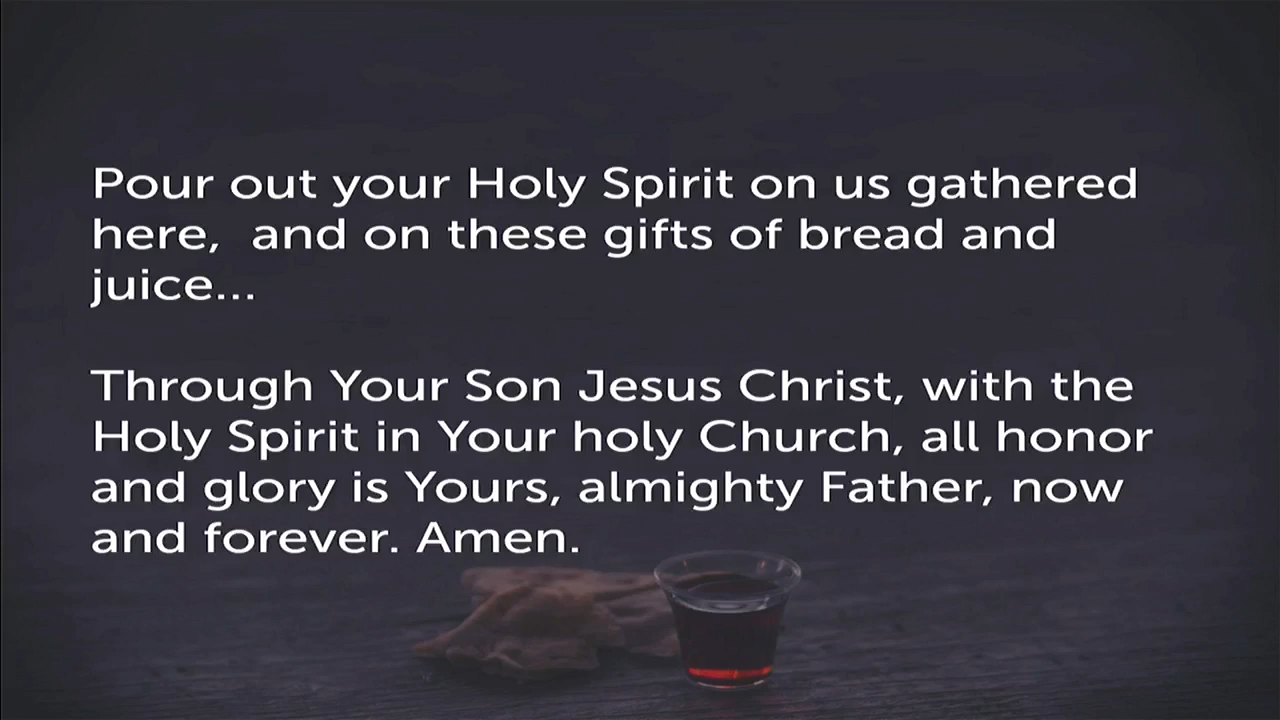 Pour out your Holy Spirit on us gathered
here,  and on these gifts of bread and
juice...
Through Your Son Jesus Christ, with the
Holy Spirit in Your holy Church, all honor
and glory is Yours, almighty Father, now
and forever. Amen.